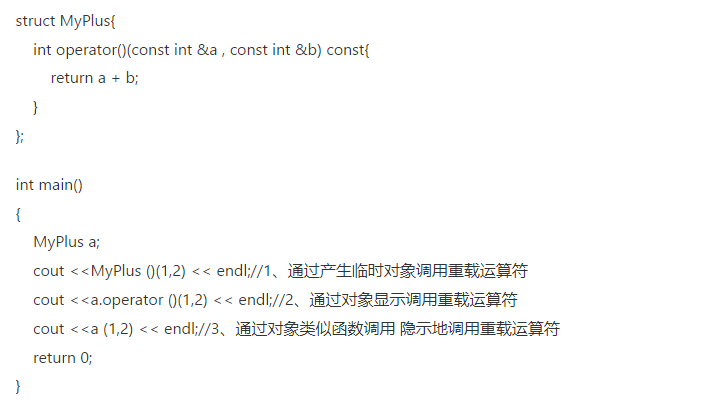 struct MyPlus{
int operator()(const int &a , const int &b) const{
return a + b;
}
};
int main()
{
MyPlus a;
cout <<MyPlus ()(1,2) << endl;//1、通过产生临时对象调用重载运算符
cout <<a.operator ()(1,2) << endl;//2、通过对象显示调用重载运算符
cout <<a (1,2) << endl;//3、通过对象类似函数调用 隐示地调用重载运算符
return 0;
}